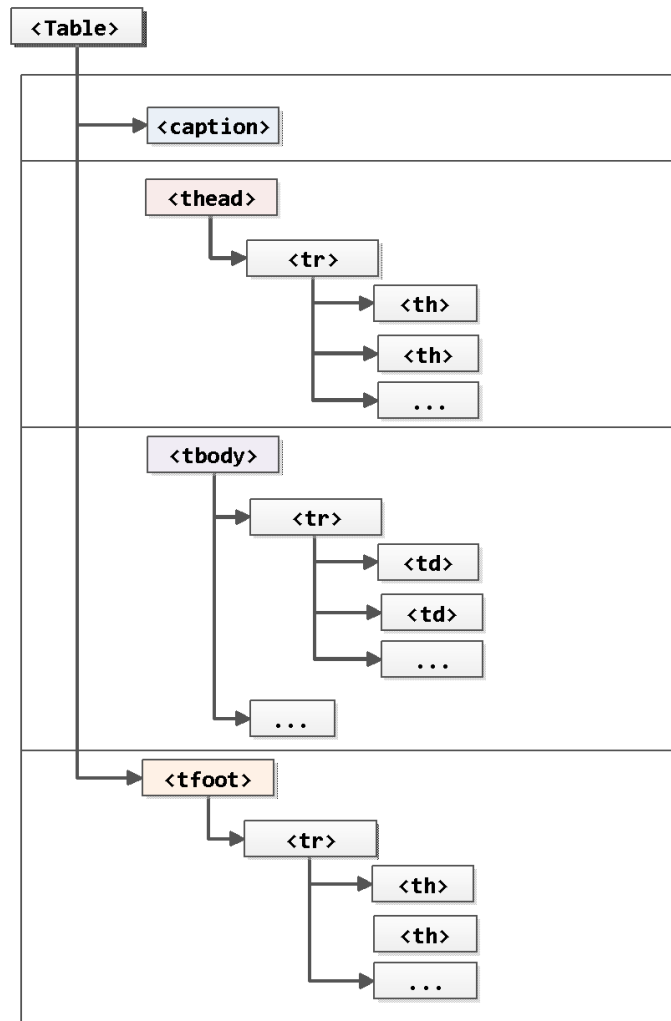 <Table>
<caption>
<thead>
<tr>
<th>
<th>
...
<tbody>
<tr>
<td>
<td>
...
...
<tfoot>
<tr>
<th>
<th>
...